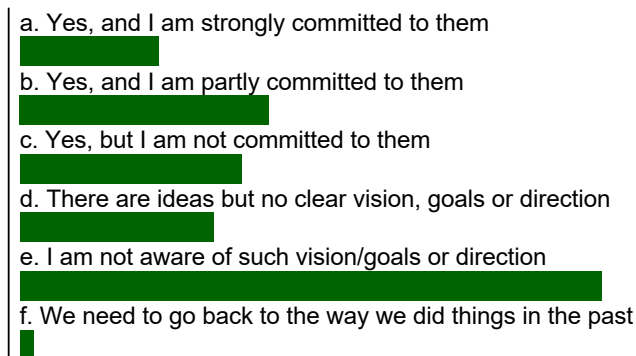 a. Yes, and I am strongly committed to them
b. Yes, and I am partly committed to them
c. Yes, but I am not committed to them
d. There are ideas but no clear vision, goals or direction
e. I am not aware of such vision/goals or direction
f. We need to go back to the way we did things in the past